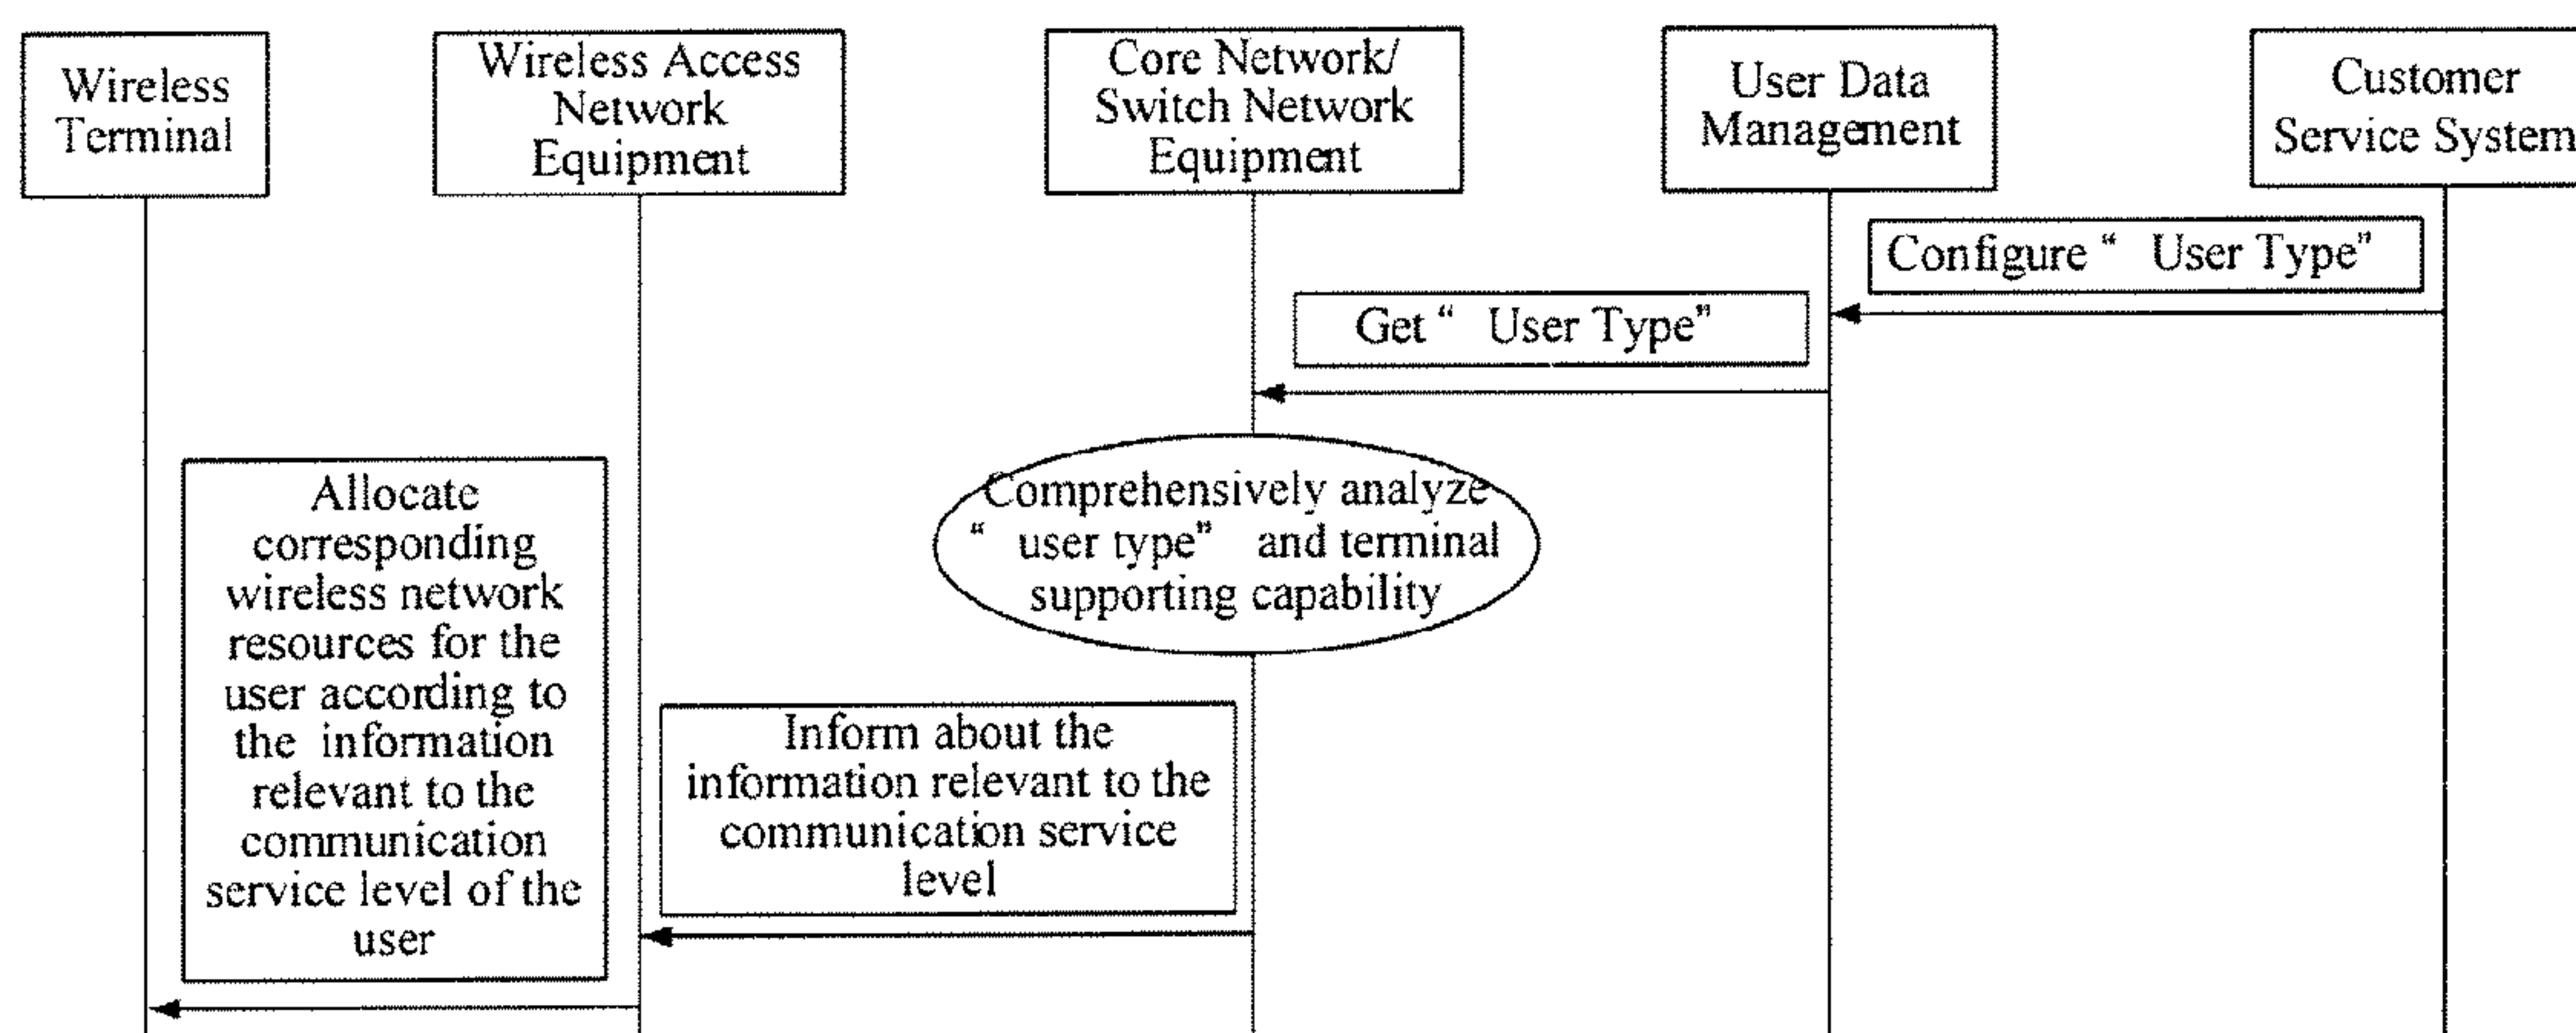 Wireless
Terminal
Wireless Access
Network
Equipment
Core Network/
Switch Network
Equipment
User Data
Management
Customer
Service System
Configure “ User Type”
Get “ User Type”
Comprehensively analyze
“ user type” and terminal
supporting capability
Allocate
corresponding
wireless network
resources for the
user according to
the information
relevant to the
communication
service level of the
user
Inform about the
information relevant to the
communication service
level